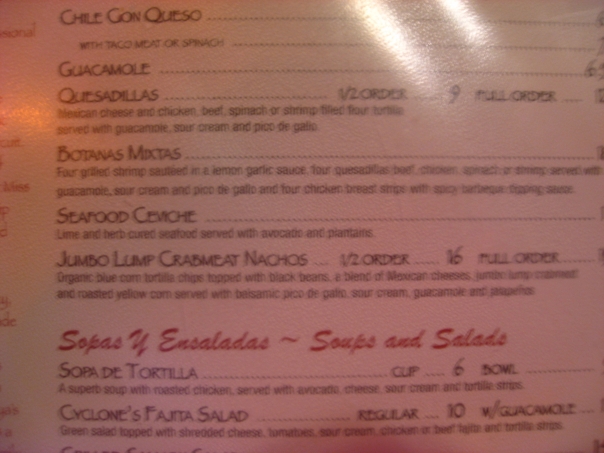 CHILE CON QUESO
WITH TACO MEAT OR SPINACH
GUACAMOLE
QUESADILLAS 1/2 ORDER 9 FULL ORDER
Mexican cheese and chicken, beef, spinach or shrimp filled flour tortilla
served with guacamole, sour cream and pico de gallo.
BOTANAS MIXTAS
Four grilled shrimp sauteed in a lemon garlic sauce, four quesadillas beef, chicken, spinach or shrimp served with
guacamole, sour cream and pico de gallo and four chicken breast strips with spicy barbeque dipping sauce.
SEAFOOD CEVICHE
Lime and herb cured seafood served with avocado and plantains.
JUMBO LUMP CRABMEAT NACHOS ... 1/2 ORDER 16 FULL ORDER
Organic blue corn tortilla chips topped with black beans, a blend of Mexican cheeses, jumbo lump crabmeat
and roasted yellow corn served with balsamic pico de gallo, sour cream, guacamole and jalapeños
Sopas Y Ensaladas ~ Soups and Salads
SOPA DE TORTILLA CUP .... 6 BOWL
A superb soup with roasted chicken, served with avocado, cheese, sour cream and tortilla strips.
CYCLONE'S FAJITA SALAD REGULAR ... 10 W/GUACAMOLE ...
Green salad topped with shredded cheese, tomatoes, sour cream, chicken or beef fajita and tortilla strips.